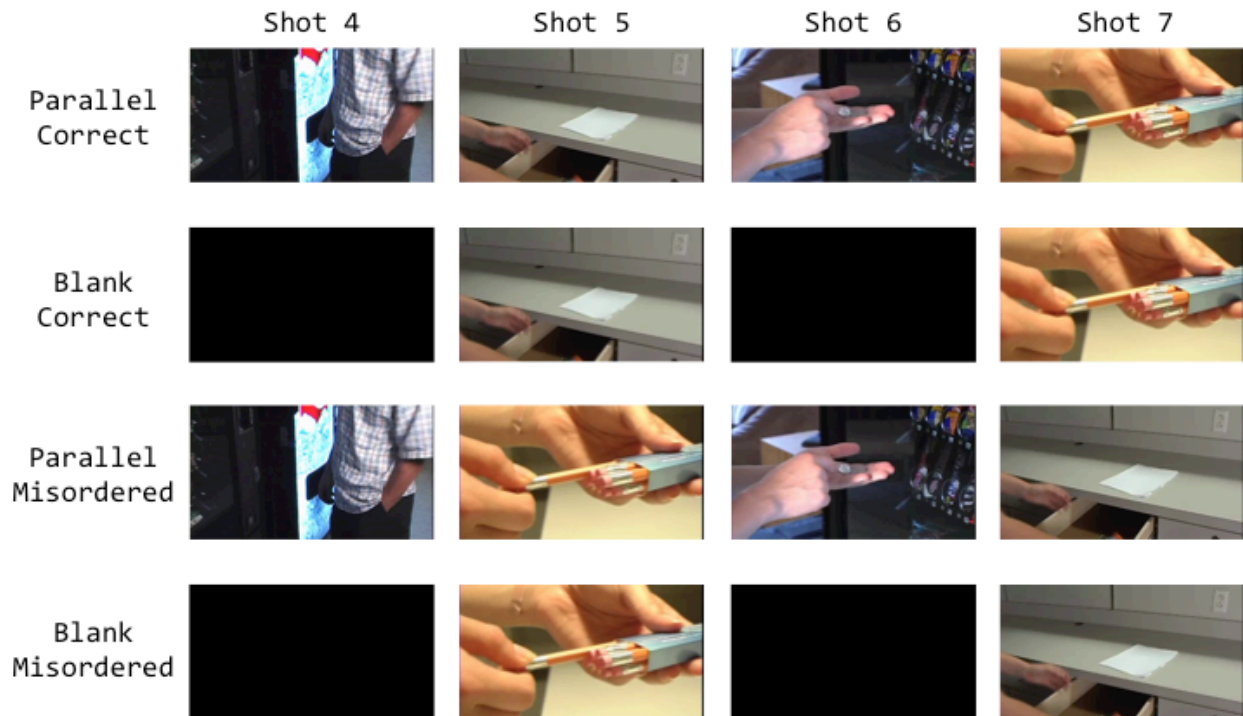 Shot 4 Shot 5 Shot 6 Shot 7
Parallel
Correct
Blank
Correct
Parallel
Misordered
Blank
Misordered